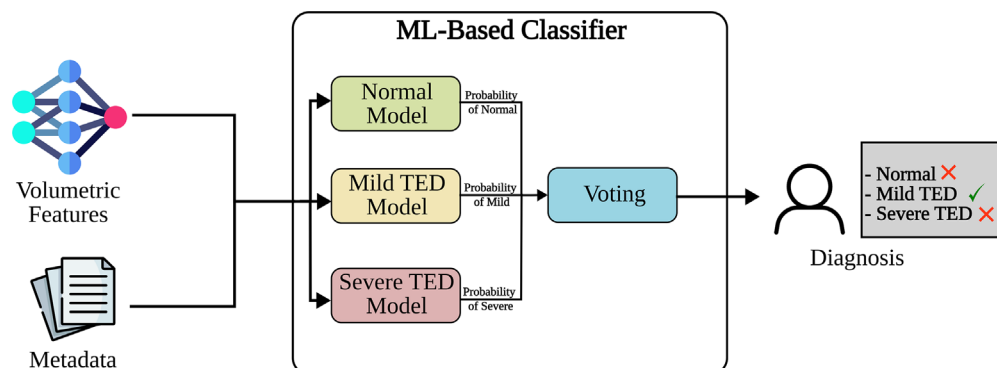 ML-Based Classifier
Volumetric
Features
Metadata
Normal
Model
Probability
of Normal
Mild TED
Model
Probability
of Mild
Severe TED
Model
Probability
of Severe
Voting
- Normal
- Mild TED
- Severe TED
Diagnosis